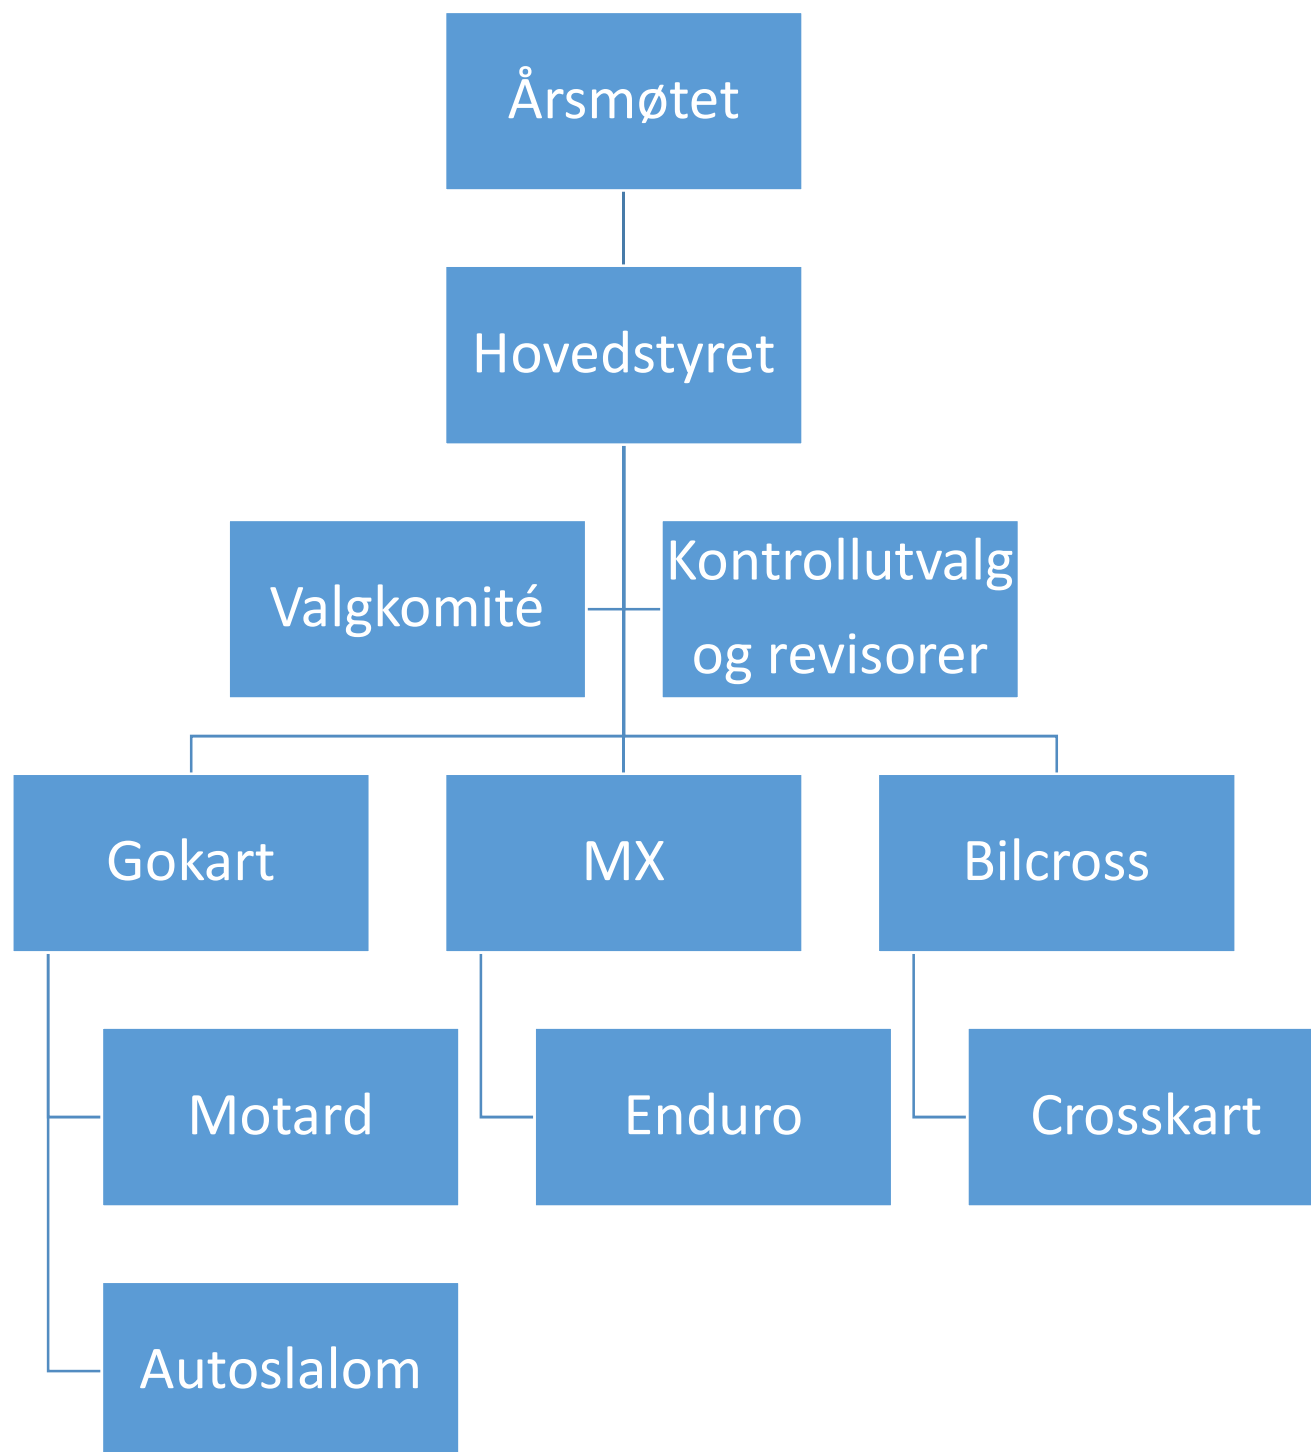 Årsmøtet
Hovedstyret
Valgkomité
Kontrollutvalg
og revisorer
Gokart
MX
Bilcross
Motard
Enduro
Crosskart
Autoslalom